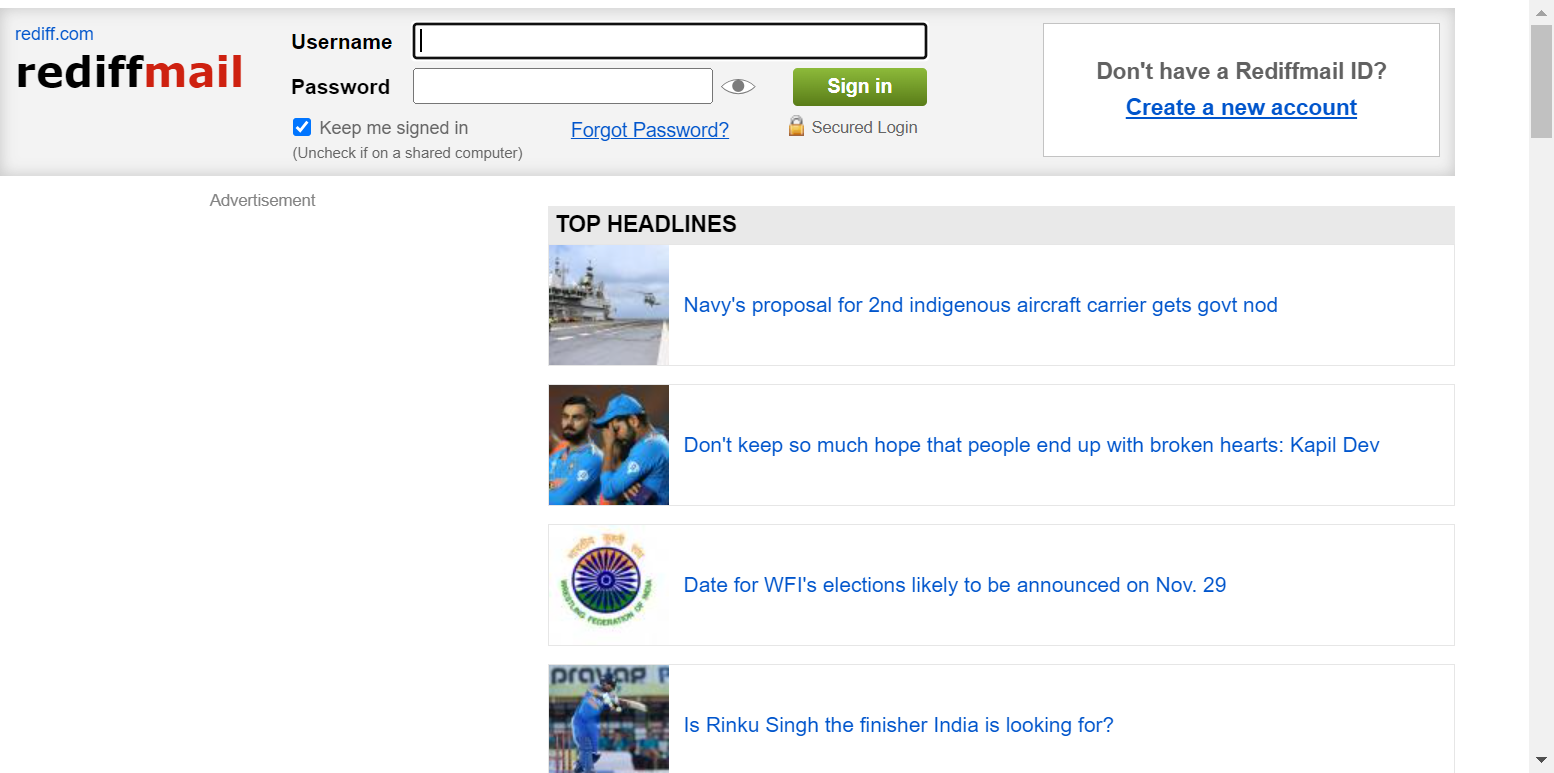 rediff.com
rediffmail
Username
Password
Sign in
Keep me signed in
Forgot Password?
Secured Login
(Uncheck if on a shared computer)
Don't have a Rediffmail ID?
Create a new account
Advertisement
TOP HEADLINES
Navy's proposal for 2nd indigenous aircraft carrier gets govt nod
Don't keep so much hope that people end up with broken hearts: Kapil Dev
भारतीय कुश्ती संघ
WRESTLING FEDERATION OF INDIA
Date for WFI's elections likely to be announced on Nov. 29
pravag P
Is Rinku Singh the finisher India is looking for?